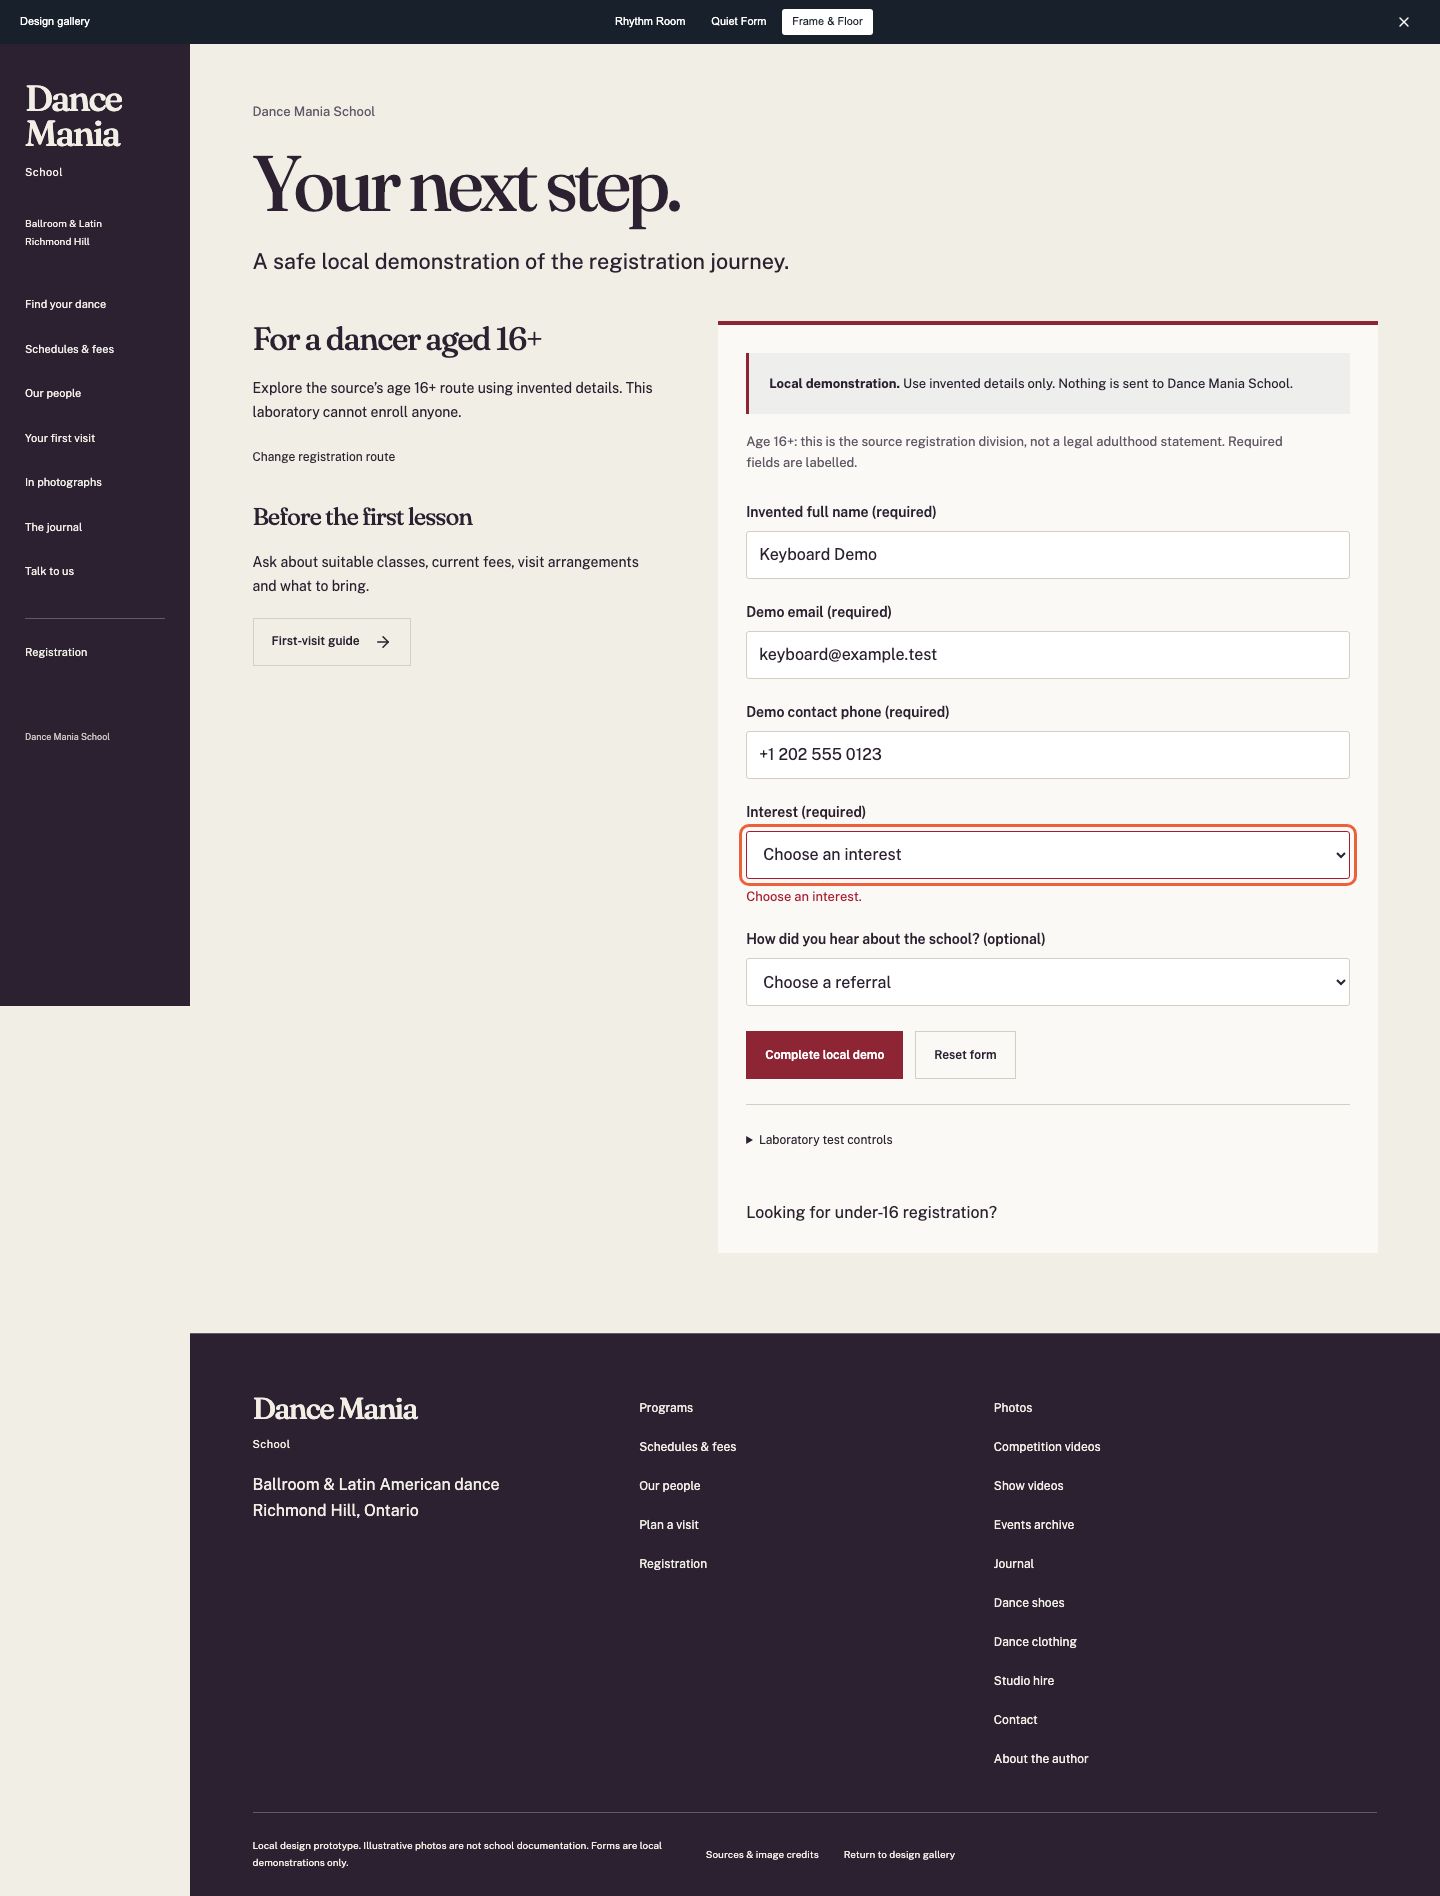 Design gallery
Rhythm Room
Quiet Form
Frame & Floor
Dance
Mania
School
Ballroom & Latin
Richmond Hill
Find your dance
Schedules & fees
Our people
Your first visit
In photographs
The journal
Talk to us
Registration
Dance Mania School
Dance Mania School
Your next step.
A safe local demonstration of the registration journey.
For a dancer aged 16+
Explore the source’s age 16+ route using invented details. This
laboratory cannot enroll anyone.
Change registration route
Before the first lesson
Ask about suitable classes, current fees, visit arrangements
and what to bring.
First-visit guide
Local demonstration. Use invented details only. Nothing is sent to Dance Mania School.
Age 16+: this is the source registration division, not a legal adulthood statement. Required
fields are labelled.
Invented full name (required)
Keyboard Demo
Demo email (required)
keyboard@example.test
Demo contact phone (required)
+1 202 555 0123
Interest (required)
Choose an interest
Choose an interest.
How did you hear about the school? (optional)
Choose a referral
Complete local demo
Reset form
Laboratory test controls
Looking for under-16 registration?
Dance Mania
School
Ballroom & Latin American dance
Richmond Hill, Ontario
Programs
Schedules & fees
Our people
Plan a visit
Registration
Photos
Competition videos
Show videos
Events archive
Journal
Dance shoes
Dance clothing
Studio hire
Contact
About the author
Local design prototype. Illustrative photos are not school documentation. Forms are local
demonstrations only.
Sources & image credits
Return to design gallery